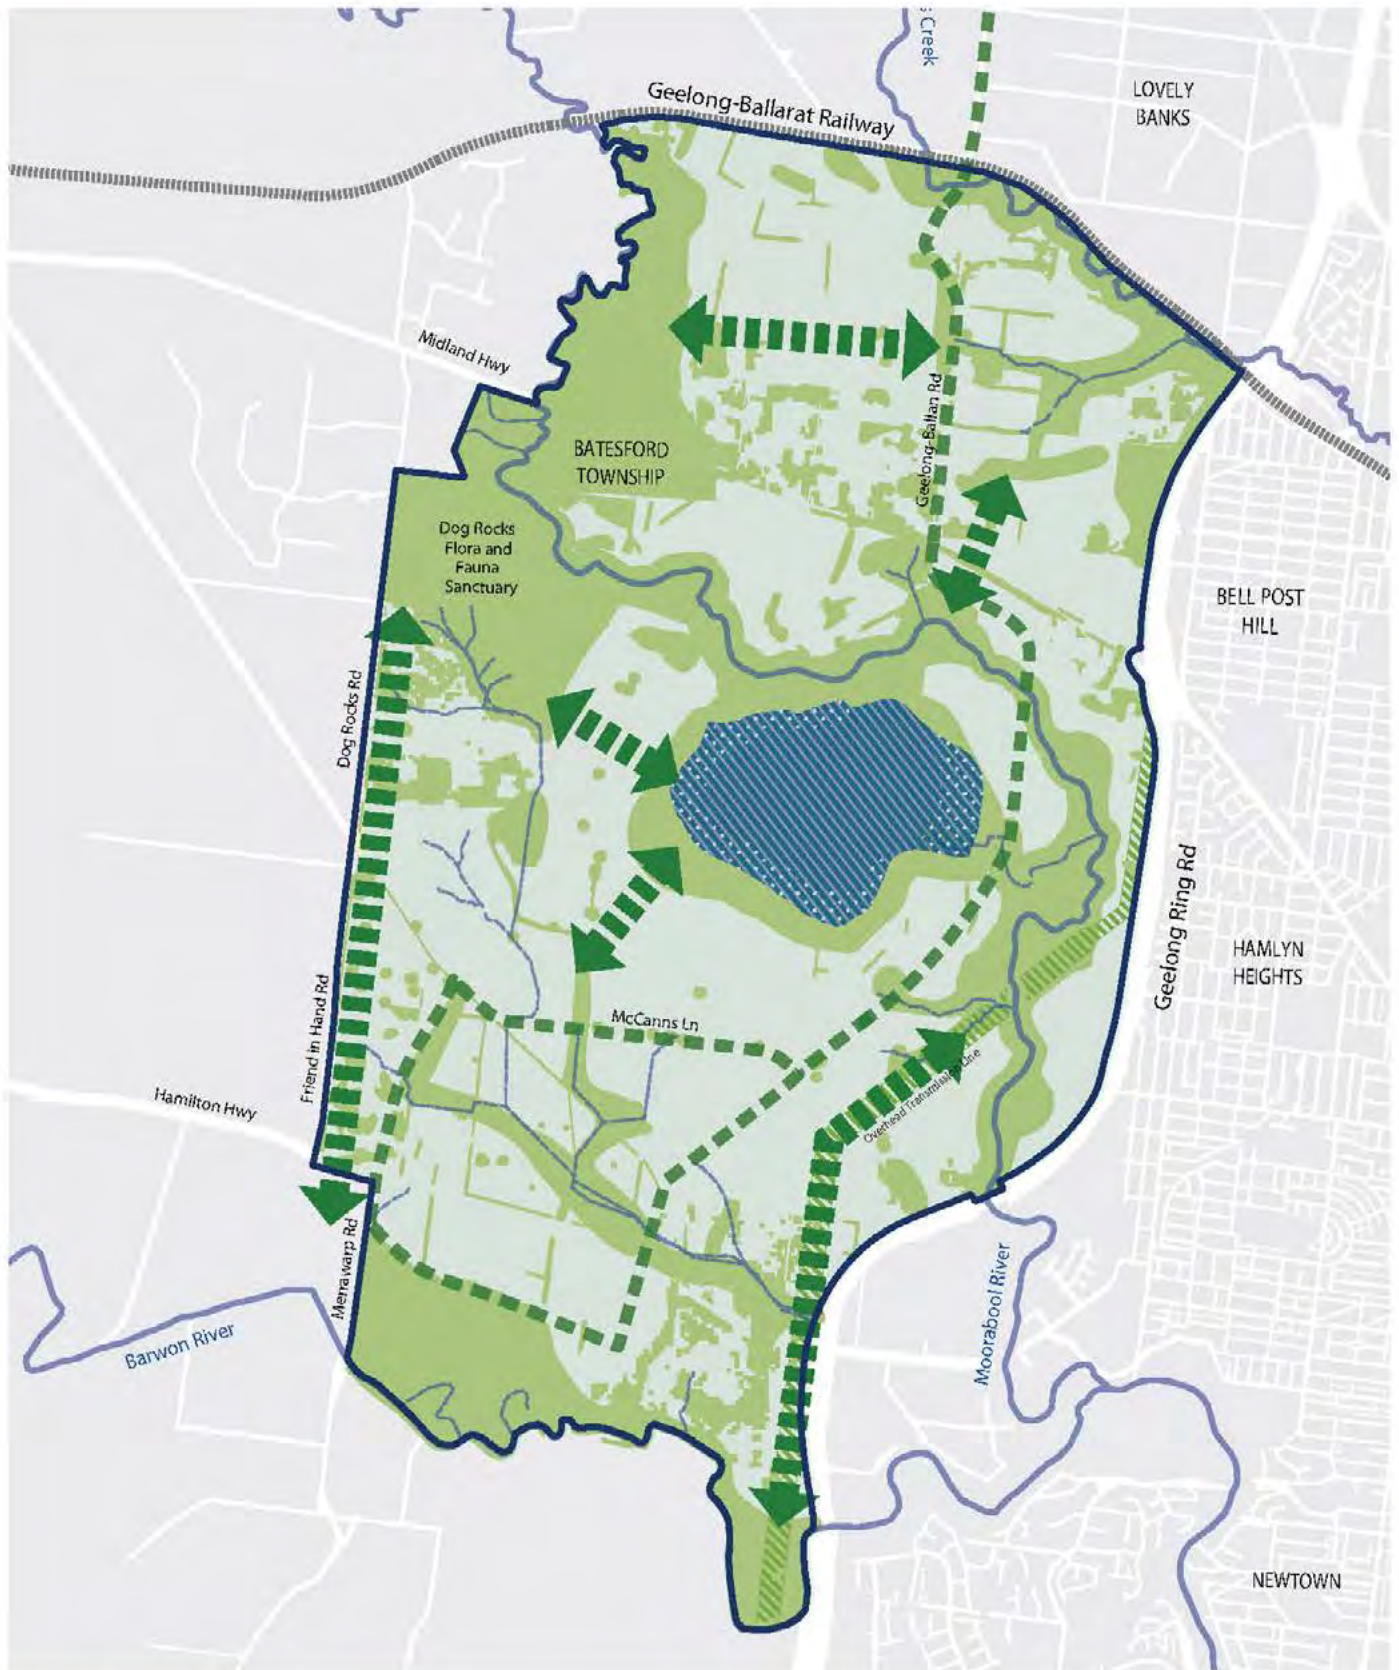 Creek
LOVELY
BANKS
Geelong-Ballarat Railway
Midland Hwy
Geelong-Ballan Rd
BATESFORD
TOWNSHIP
Dog Rocks
Flora and
Fauna
Sanctuary
BELL POST
HILL
Dog Rocks Rd
Geelong Ring Rd
HAMLYN
HEIGHTS
Friend in Hand Rd
McCanns Ln
Overhead Transmission Line
Hamilton Hwy
Merrawarp Rd
Barwon River
Moorabool River
NEWTOWN